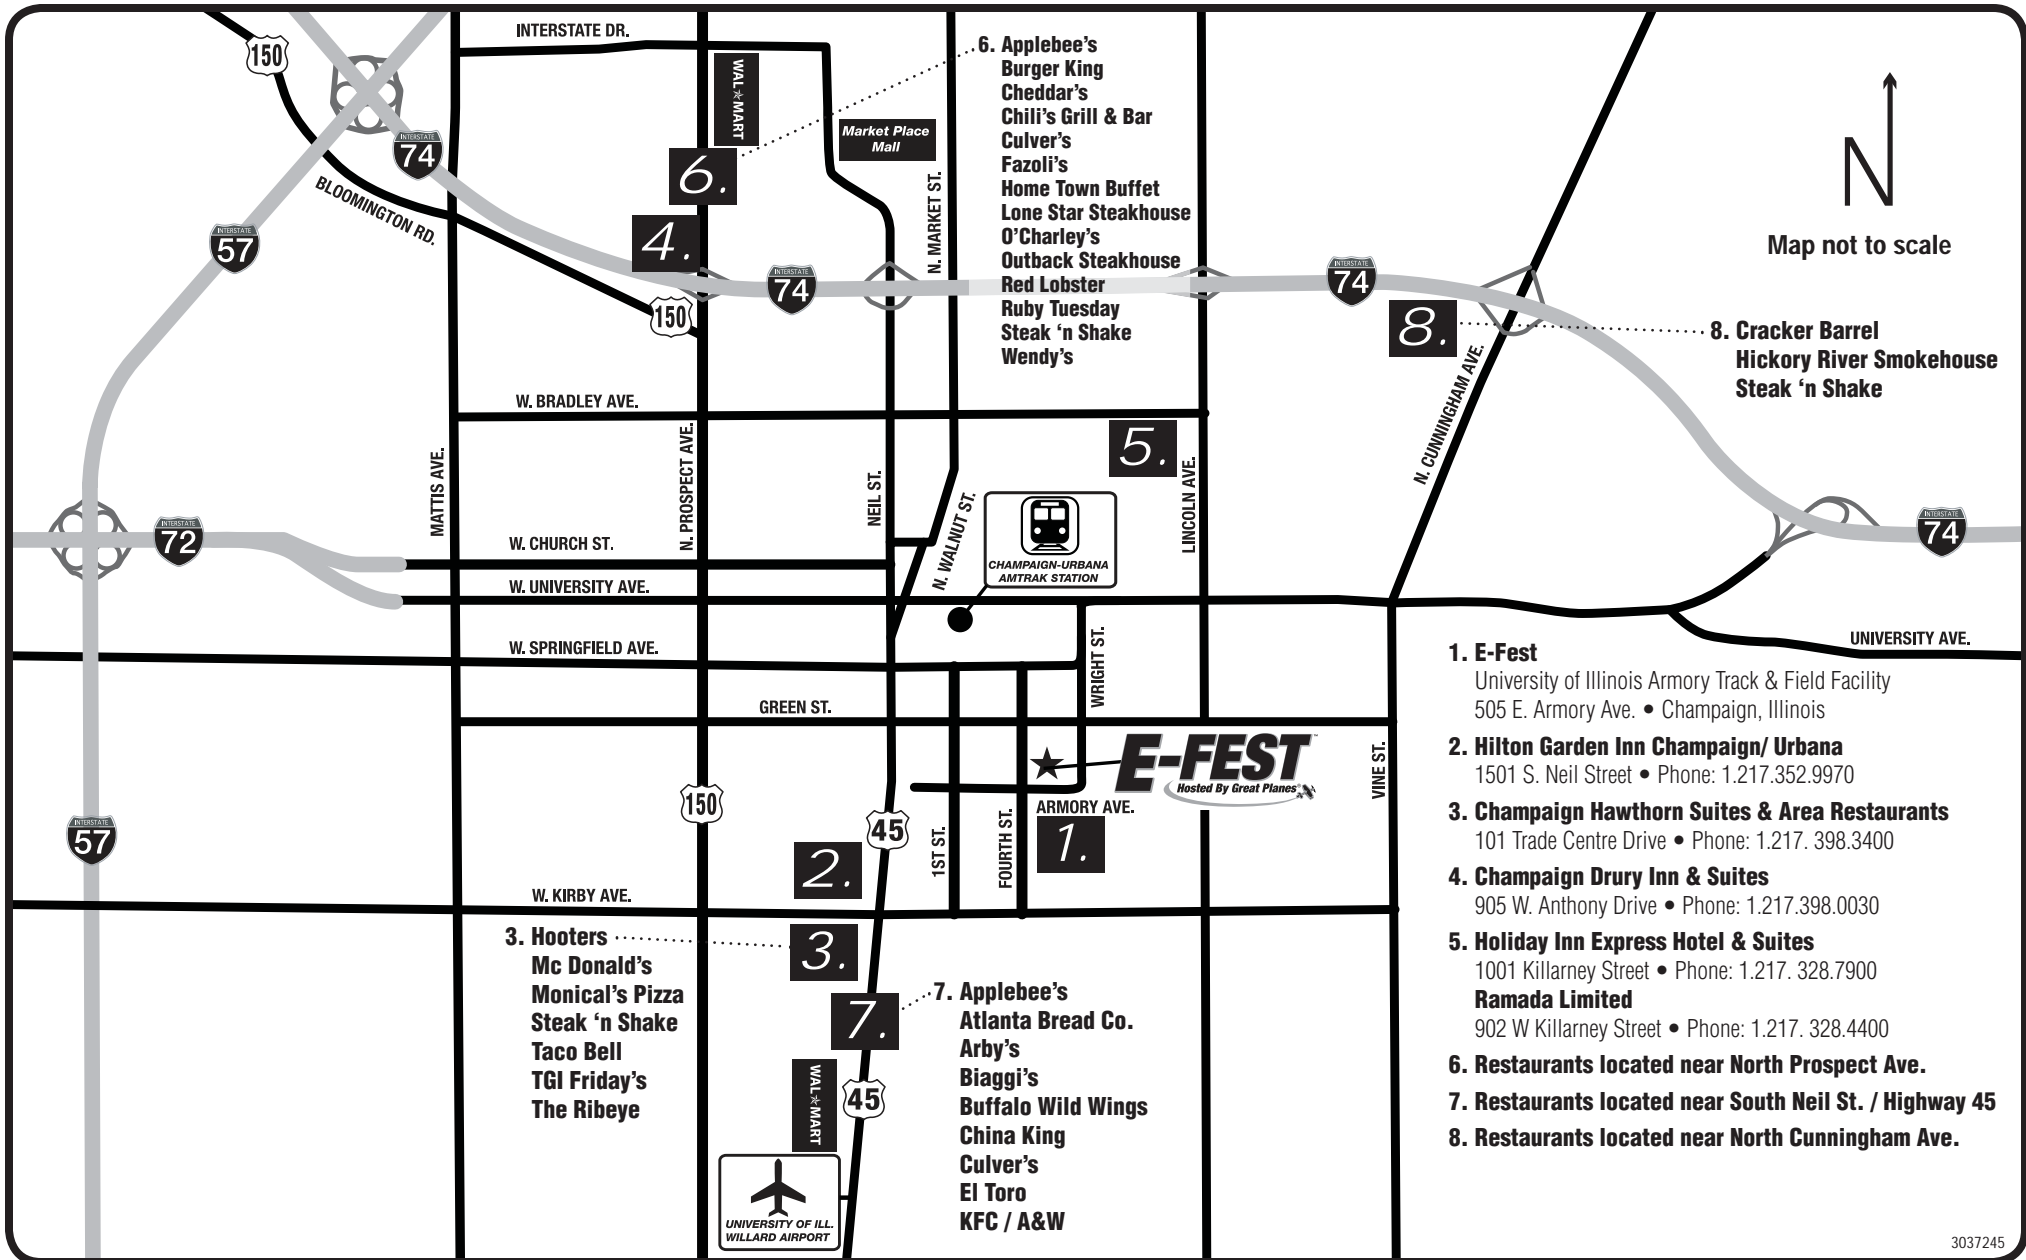 150
INTERSTATE DR.
WAL★MART
Market Place
Mall
INTERSTATE
74
BLOOMINGTON RD.
INTERSTATE
57
6.
4.
150
INTERSTATE
74
N. MARKET ST.
6. Applebee's
Burger King
Cheddar's
Chili's Grill & Bar
Culver's
Fazoli's
Home Town Buffet
Lone Star Steakhouse
O'Charley's
Outback Steakhouse
Red Lobster
Ruby Tuesday
Steak ‘n Shake
Wendy's
INTERSTATE
74
N
Map not to scale
8.
8. Cracker Barrel
Hickory River Smokehouse
Steak ‘n Shake
N. CUNNINGHAM AVE.
W. BRADLEY AVE.
MATTIS AVE.
N. PROSPECT AVE.
NEIL ST.
N. WALNUT ST.
5.
LINCOLN AVE.
INTERSTATE
72
W. CHURCH ST.
W. UNIVERSITY AVE.
CHAMPAIGN-URBANA
AMTRAK STATION
INTERSTATE
74
UNIVERSITY AVE.
W. SPRINGFIELD AVE.
WRIGHT ST.
GREEN ST.
E-FEST™
Hosted By Great Planes®
VINE ST.
150
45
1ST ST.
FOURTH ST.
ARMORY AVE.
1.
INTERSTATE
57
2.
W. KIRBY AVE.
3. Hooters
Mc Donald's
Monical's Pizza
Steak ‘n Shake
Taco Bell
TGI Friday's
The Ribeye
3.
7.
WAL★MART
45
UNIVERSITY OF ILL.
WILLARD AIRPORT
7. Applebee's
Atlanta Bread Co.
Arby's
Biaggi's
Buffalo Wild Wings
China King
Culver's
El Toro
KFC / A&W
1. E-Fest
University of Illinois Armory Track & Field Facility
505 E. Armory Ave. • Champaign, Illinois
2. Hilton Garden Inn Champaign/ Urbana
1501 S. Neil Street • Phone: 1.217.352.9970
3. Champaign Hawthorn Suites & Area Restaurants
101 Trade Centre Drive • Phone: 1.217. 398.3400
4. Champaign Drury Inn & Suites
905 W. Anthony Drive • Phone: 1.217.398.0030
5. Holiday Inn Express Hotel & Suites
1001 Killarney Street • Phone: 1.217. 328.7900
Ramada Limited
902 W Killarney Street • Phone: 1.217. 328.4400
6. Restaurants located near North Prospect Ave.
7. Restaurants located near South Neil St. / Highway 45
8. Restaurants located near North Cunningham Ave.
3037245